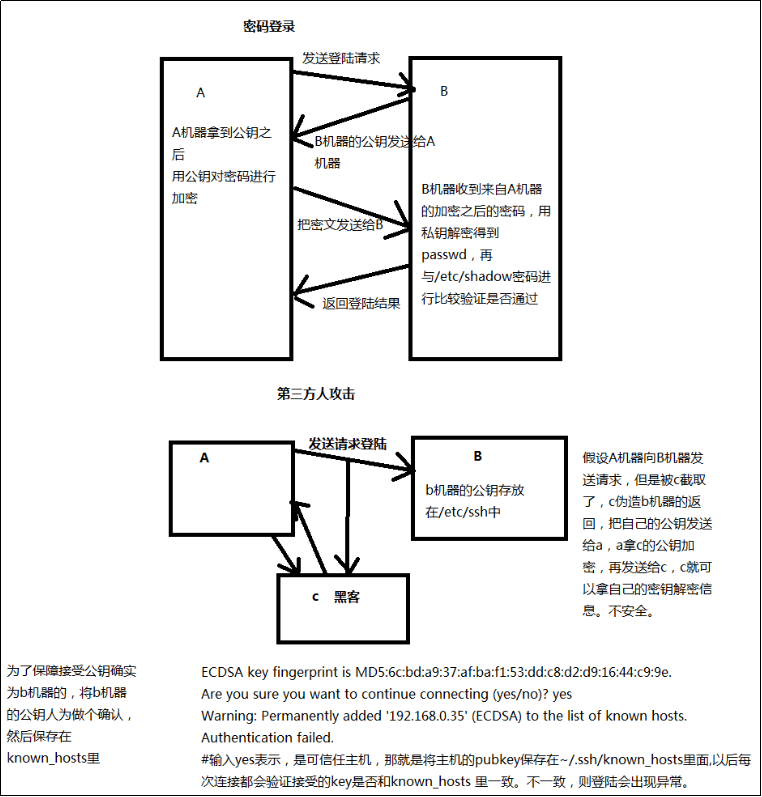 密码登录
发送登陆请求
A
B
A机器拿到公钥之
后
用公钥对密码进行
加密
B机器的公钥发送给A
机器
把密文发送给B
返回登陆结果
B机器收到来自A机器
的加密之后的密码，用
私钥解密得到
passwd，再
与/etc/shadow密码进
行比较验证是否通过
第三方人攻击
发送请求登陆
A
B
b机器的公钥存放
在/etc/ssh中
c 黑客
假设A机器向B机器发
送请求，但是被c截取
了，c伪造b机器的返
回，把自己的公钥发送
给a，a拿c的公钥加
密，再发送给c，c就可
以拿自己的密钥解密信
息。不安全。
为了保障接受公钥确实
为b机器的，将b机器
的公钥人为做个确认，
然后保存在
known_hosts里
ECDSA key fingerprint is MD5:6c:bd:a9:37:af:ba:f1:53:dd:c8:d2:d9:16:44:c9:9e.
Are you sure you want to continue connecting (yes/no)? yes
Warning: Permanently added '192.168.0.35' (ECDSA) to the list of known hosts.
Authentication failed.
#输入yes表示，是可信任主机，那就是将主机的pubkey保存在~/.ssh/known_hosts里面,以后每
次连接都会验证接受的key是否和known_hosts 里一致。不一致，则登陆会出现异常。